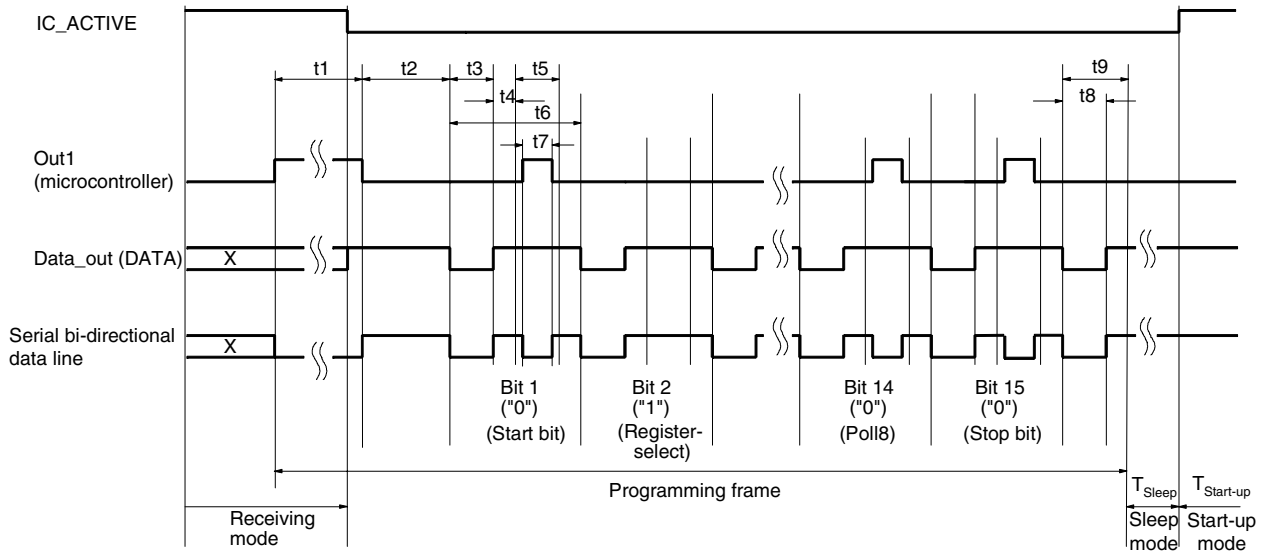 IC_ACTIVE
t1
t2
t3
t5
t9
t4
t6
t8
t7
Out1
(microcontroller)
Data_out (DATA)
X
Serial bi-directional
data line
X
Bit 1
("0")
(Start bit)
Bit 2
("1")
(Register-
select)
Bit 14
("0")
(Poll8)
Bit 15
("0")
(Stop bit)
Programming frame
TSleep
TStart-up
Receiving
mode
Sleep
mode
Start-up
mode